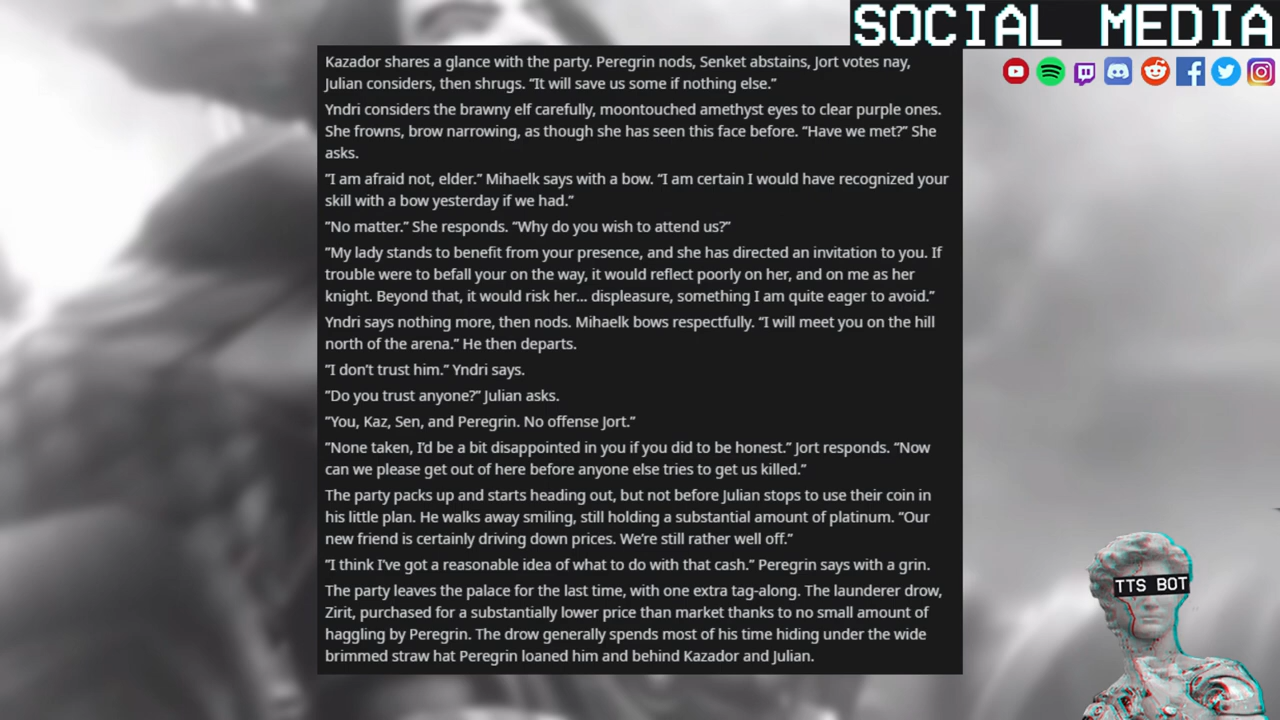 SOCIAL MEDIA
Kazador shares a glance with the party. Peregrin nods, Senket abstains, Jort votes nay,
Julian considers, then shrugs. “It will save us some if nothing else.”
Yndri considers the brawny elf carefully, moontouched amethyst eyes to clear purple ones.
She frowns, brow narrowing, as though she has seen this face before. “Have we met?” She
asks.
“I am afraid not, elder.” Mihaelk says with a bow. “I am certain I would have recognized your
skill with a bow yesterday if we had.”
“No matter.” She responds. “Why do you wish to attend us?”
“My lady stands to benefit from your presence, and she has directed an invitation to you. If
trouble were to befall your on the way, it would reflect poorly on her, and on me as her
knight. Beyond that, it would risk her... displeasure, something I am quite eager to avoid.”
Yndri says nothing more, then nods. Mihaelk bows respectfully. “I will meet you on the hill
north of the arena.” He then departs.
“I don’t trust him.” Yndri says.
“Do you trust anyone?” Julian asks.
“You, Kaz, Sen, and Peregrin. No offense Jort.”
“None taken, I’d be a bit disappointed in you if you did to be honest.” Jort responds. “Now
can we please get out of here before anyone else tries to get us killed.”
The party packs up and starts heading out, but not before Julian stops to use their coin in
his little plan. He walks away smiling, still holding a substantial amount of platinum. “Our
new friend is certainly driving down prices. We’re still rather well off.”
“I think I’ve got a reasonable idea of what to do with that cash.” Peregrin says with a grin.
The party leaves the palace for the last time, with one extra tag-along. The launderer drow,
Zirit, purchased for a substantially lower price than market thanks to no small amount of
haggling by Peregrin. The drow generally spends most of his time hiding under the wide
brimmed straw hat Peregrin loaned him and behind Kazador and Julian.
TTS BOT